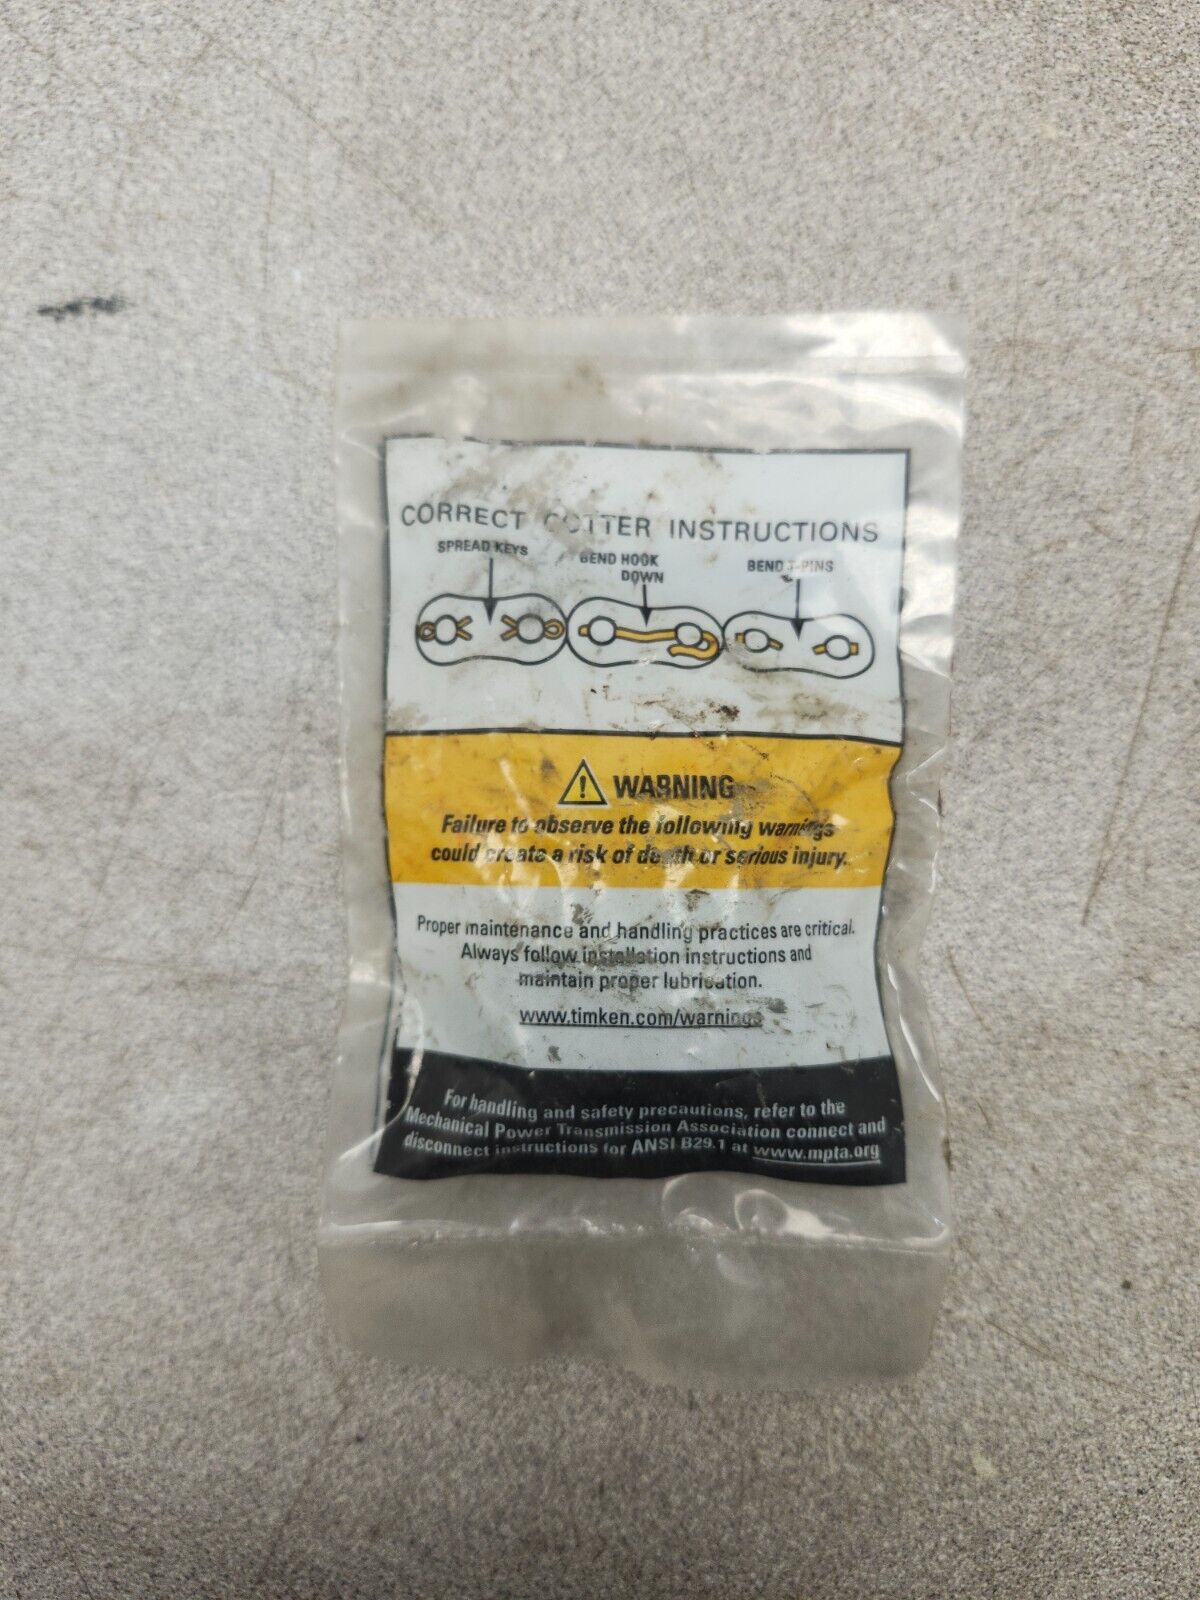 CORRECT COTTER INSTRUCTIONS
SPREAD KEYS
BEND HOOK
DOWN
BEND T-PINS
WARNING
Failure to observe the following warnings
could create a risk of death or serious injury.
Proper maintenance and handling practices are critical.
Always follow installation instructions and
maintain proper lubrication.
www.timken.com/warnings
For handling and safety precautions, refer to the
Mechanical Power Transmission Association connect and
disconnect instructions for ANSI B29.1 at www.mpta.org